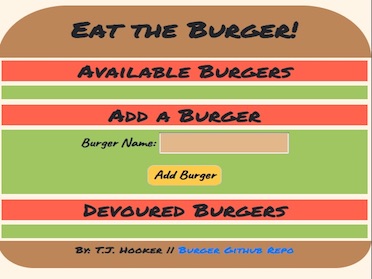 Eat the Burger!
Available Burgers
Add a Burger
Burger Name:
Add Burger
Devoured Burgers
By: T.J. Hooker // Burger Github Repo